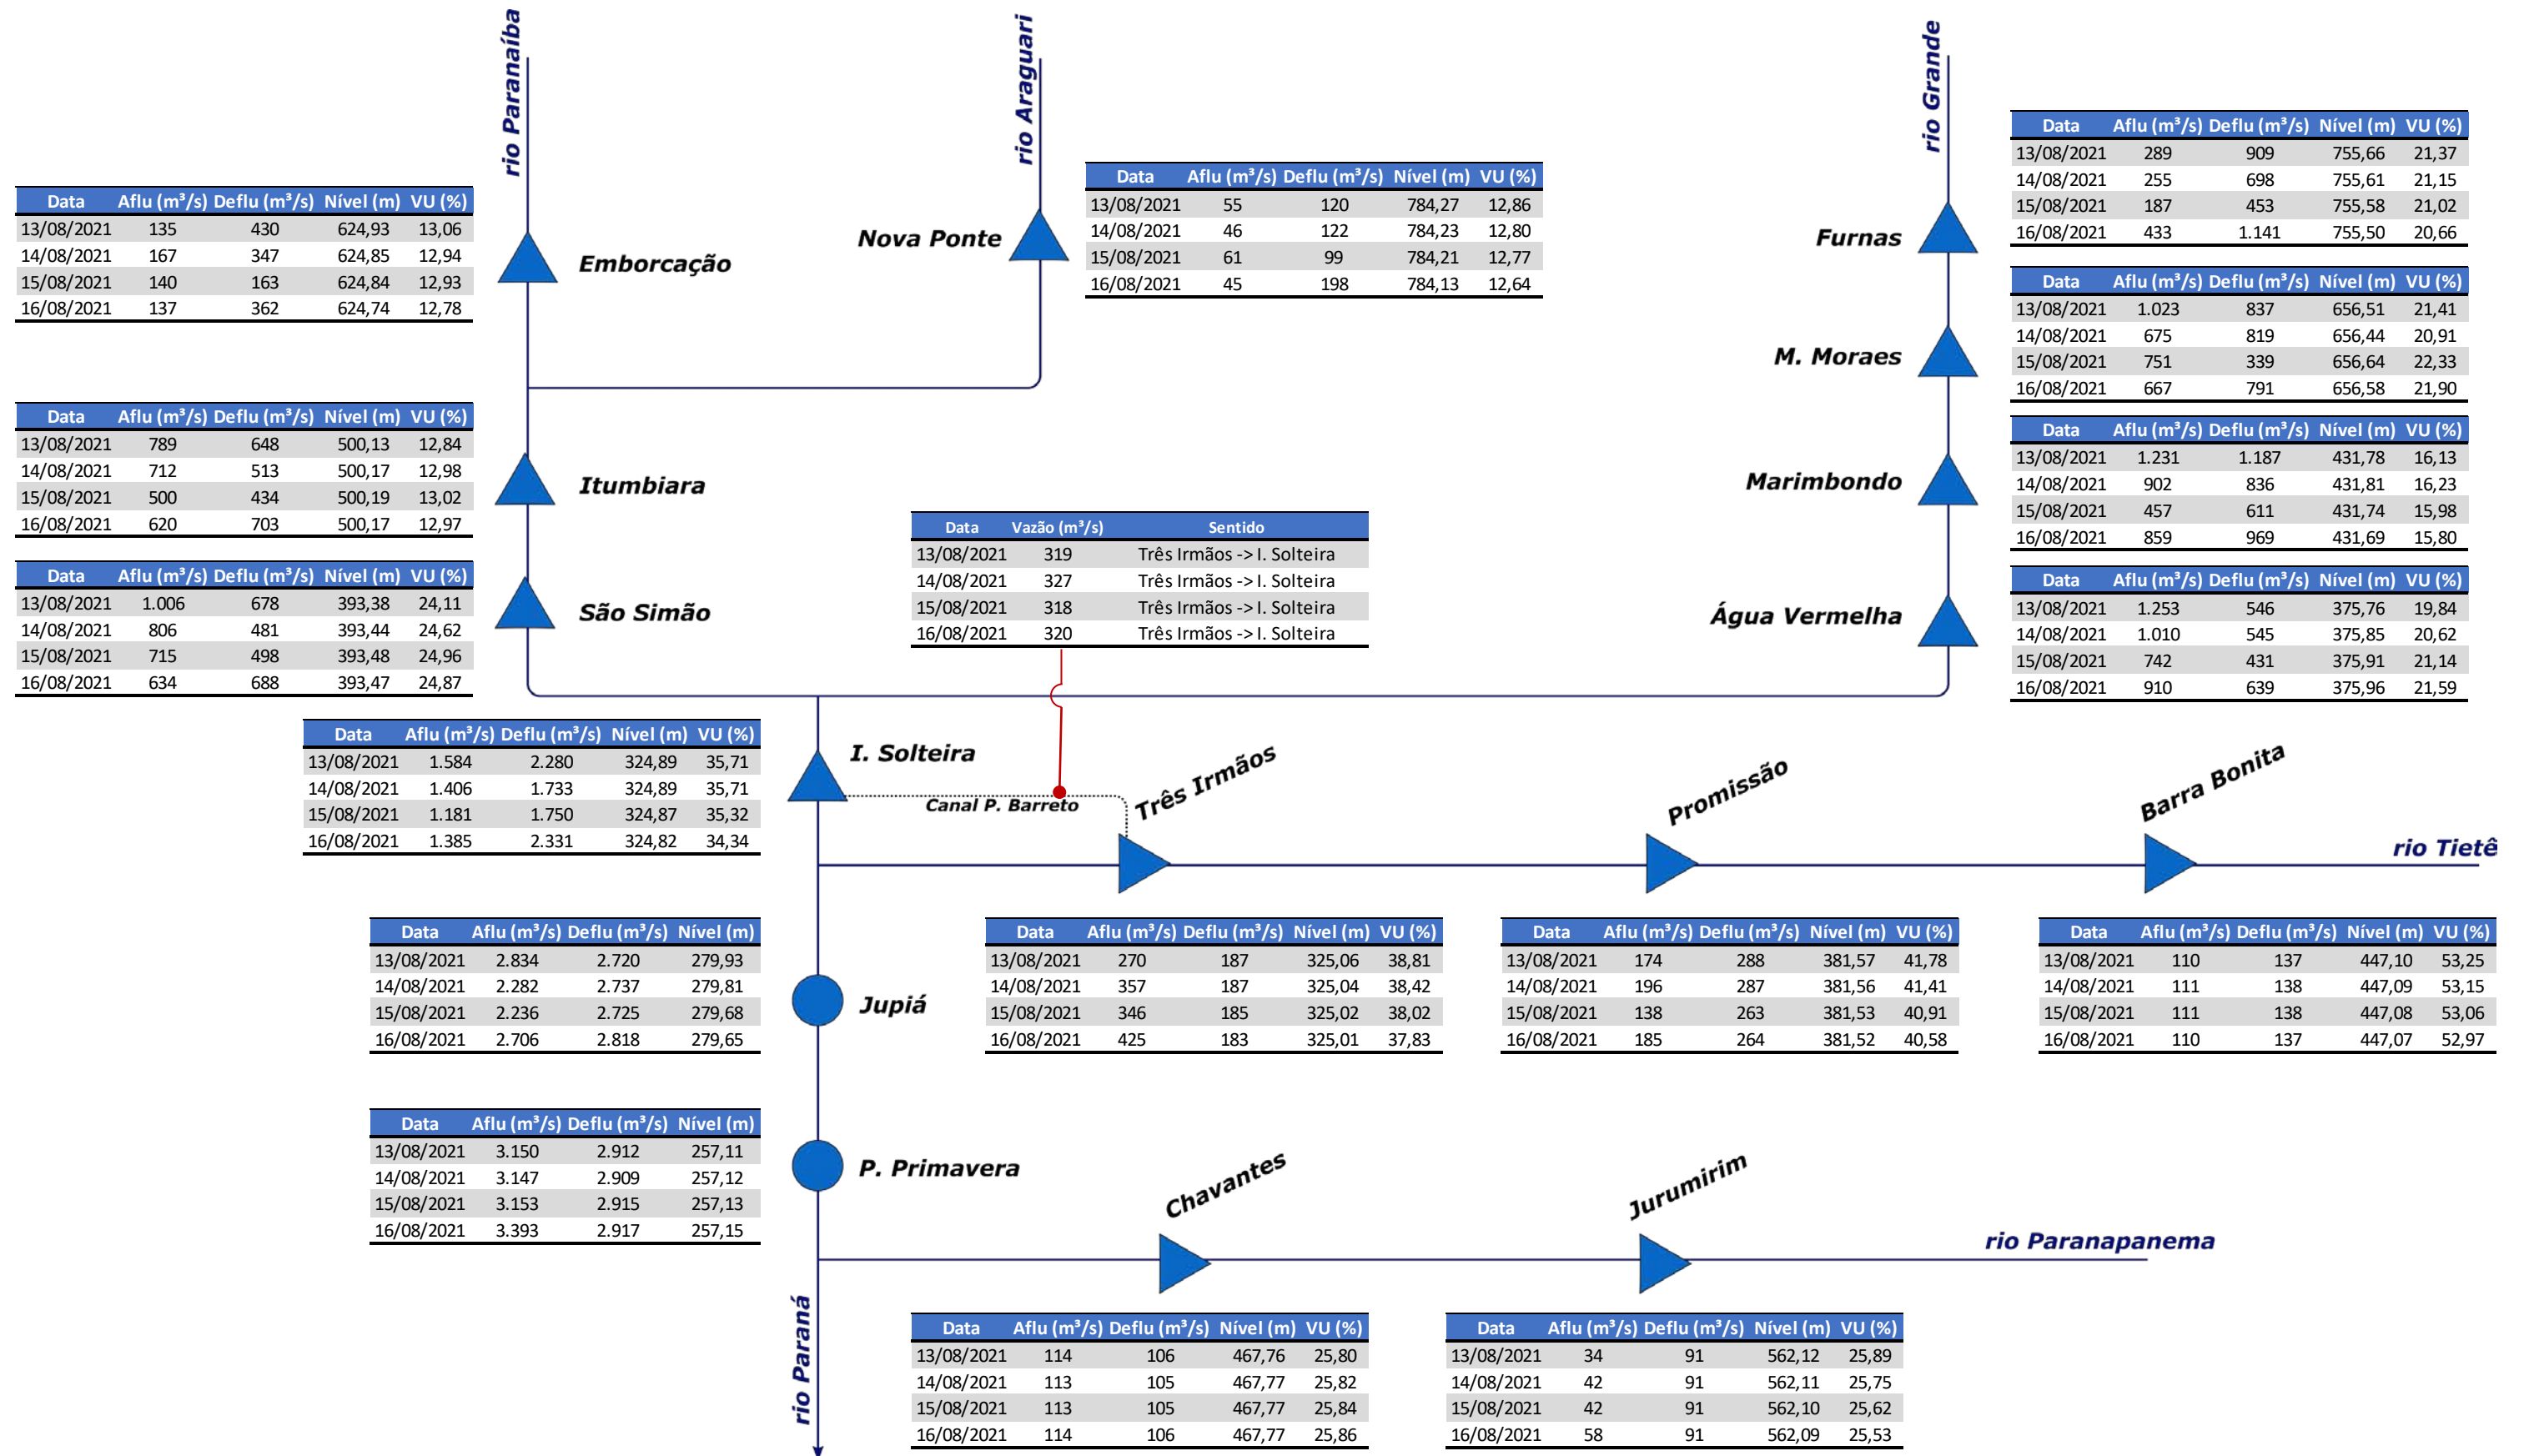 rio Paranaíba
rio Araguari
rio Grande
Data Aflu (m³/s) Deflu (m³/s) Nível (m) VU (%)
13/08/2021 135 430 624,93 13,06
14/08/2021 167 347 624,85 12,94
15/08/2021 140 163 624,84 12,93
16/08/2021 137 362 624,74 12,78
Emborcação
Nova Ponte
Data Aflu (m³/s) Deflu (m³/s) Nível (m) VU (%)
13/08/2021 55 120 784,27 12,86
14/08/2021 46 122 784,23 12,80
15/08/2021 61 99 784,21 12,77
16/08/2021 45 198 784,13 12,64
Furnas
Data Aflu (m³/s) Deflu (m³/s) Nível (m) VU (%)
13/08/2021 289 909 755,66 21,37
14/08/2021 255 698 755,61 21,15
15/08/2021 187 453 755,58 21,02
16/08/2021 433 1.141 755,50 20,66
M. Moraes
Data Aflu (m³/s) Deflu (m³/s) Nível (m) VU (%)
13/08/2021 1.023 837 656,51 21,41
14/08/2021 675 819 656,44 20,91
15/08/2021 751 339 656,64 22,33
16/08/2021 667 791 656,58 21,90
Data Aflu (m³/s) Deflu (m³/s) Nível (m) VU (%)
13/08/2021 789 648 500,13 12,84
14/08/2021 712 513 500,17 12,98
15/08/2021 500 434 500,19 13,02
16/08/2021 620 703 500,17 12,97
Itumbiara
Marimbondo
Data Aflu (m³/s) Deflu (m³/s) Nível (m) VU (%)
13/08/2021 1.231 1.187 431,78 16,13
14/08/2021 902 836 431,81 16,23
15/08/2021 457 611 431,74 15,98
16/08/2021 859 969 431,69 15,80
Data Aflu (m³/s) Deflu (m³/s) Nível (m) VU (%)
13/08/2021 1.006 678 393,38 24,11
14/08/2021 806 481 393,44 24,62
15/08/2021 715 498 393,48 24,96
16/08/2021 634 688 393,47 24,87
São Simão
Data Vazão (m³/s) Sentido
13/08/2021 319 Três Irmãos -> I. Solteira
14/08/2021 327 Três Irmãos -> I. Solteira
15/08/2021 318 Três Irmãos -> I. Solteira
16/08/2021 320 Três Irmãos -> I. Solteira
Água Vermelha
Data Aflu (m³/s) Deflu (m³/s) Nível (m) VU (%)
13/08/2021 1.253 546 375,76 19,84
14/08/2021 1.010 545 375,85 20,62
15/08/2021 742 431 375,91 21,14
16/08/2021 910 639 375,96 21,59
Data Aflu (m³/s) Deflu (m³/s) Nível (m) VU (%)
13/08/2021 1.584 2.280 324,89 35,71
14/08/2021 1.406 1.733 324,89 35,71
15/08/2021 1.181 1.750 324,87 35,32
16/08/2021 1.385 2.331 324,82 34,34
I. Solteira
Canal P. Barreto
Três Irmãos
Promissão
Barra Bonita
rio Tietê
Data Aflu (m³/s) Deflu (m³/s) Nível (m)
13/08/2021 2.834 2.720 279,93
14/08/2021 2.282 2.737 279,81
15/08/2021 2.236 2.725 279,68
16/08/2021 2.706 2.818 279,65
Jupiá
Data Aflu (m³/s) Deflu (m³/s) Nível (m) VU (%)
13/08/2021 270 187 325,06 38,81
14/08/2021 357 187 325,04 38,42
15/08/2021 346 185 325,02 38,02
16/08/2021 425 183 325,01 37,83
Data Aflu (m³/s) Deflu (m³/s) Nível (m) VU (%)
13/08/2021 174 288 381,57 41,78
14/08/2021 196 287 381,56 41,41
15/08/2021 138 263 381,53 40,91
16/08/2021 185 264 381,52 40,58
Data Aflu (m³/s) Deflu (m³/s) Nível (m) VU (%)
13/08/2021 110 137 447,10 53,25
14/08/2021 111 138 447,09 53,15
15/08/2021 111 138 447,08 53,06
16/08/2021 110 137 447,07 52,97
Data Aflu (m³/s) Deflu (m³/s) Nível (m)
13/08/2021 3.150 2.912 257,11
14/08/2021 3.147 2.909 257,12
15/08/2021 3.153 2.915 257,13
16/08/2021 3.393 2.917 257,15
P. Primavera
Chavantes
Jurumirim
rio Paranapanema
rio Paraná
Data Aflu (m³/s) Deflu (m³/s) Nível (m) VU (%)
13/08/2021 114 106 467,76 25,80
14/08/2021 113 105 467,77 25,82
15/08/2021 113 105 467,77 25,84
16/08/2021 114 106 467,77 25,86
Data Aflu (m³/s) Deflu (m³/s) Nível (m) VU (%)
13/08/2021 34 91 562,12 25,89
14/08/2021 42 91 562,11 25,75
15/08/2021 42 91 562,10 25,62
16/08/2021 58 91 562,09 25,53